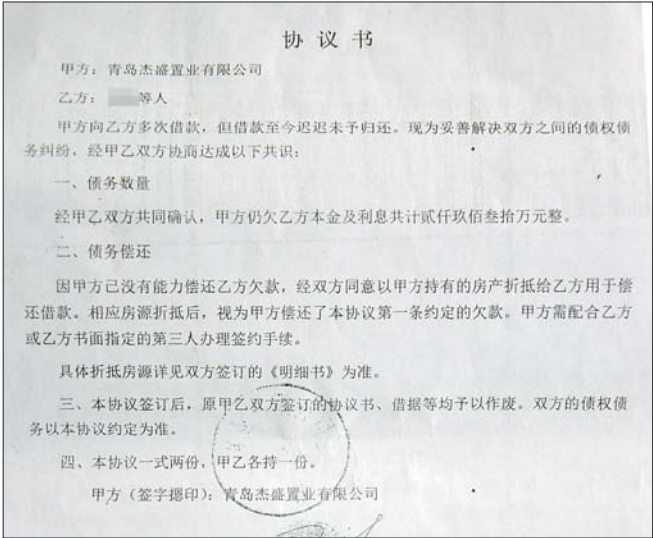 协 议 书
甲方：青岛杰盛置业有限公司
乙方： 等人
甲方向乙方多次借款，但借款至今迟迟未予归还。现为妥善解决双方之间的债权债
务纠纷，经甲乙双方协商达成以下共识：
一、债务数量
经甲乙双方共同确认，甲方仍欠乙方本金及利息共计贰仟玖佰叁拾万元整。
二、债务偿还
因甲方已没有能力偿还乙方欠款，经双方同意以甲方持有的房产折抵给乙方用于偿
还借款。相应房源折抵后，视为甲方偿还了本协议第一条约定的欠款。甲方需配合乙方
或乙方书面指定的第三人办理签约手续。
具体折抵房源详见双方签订的《明细书》为准。
三、本协议签订后，原甲乙双方签订的协议书、借据等均予以作废。双方的债权债
务以本协议约定为准。
四、本协议一式两份，甲乙各持一份。
甲方（签字摁印）：青岛杰盛置业有限公司